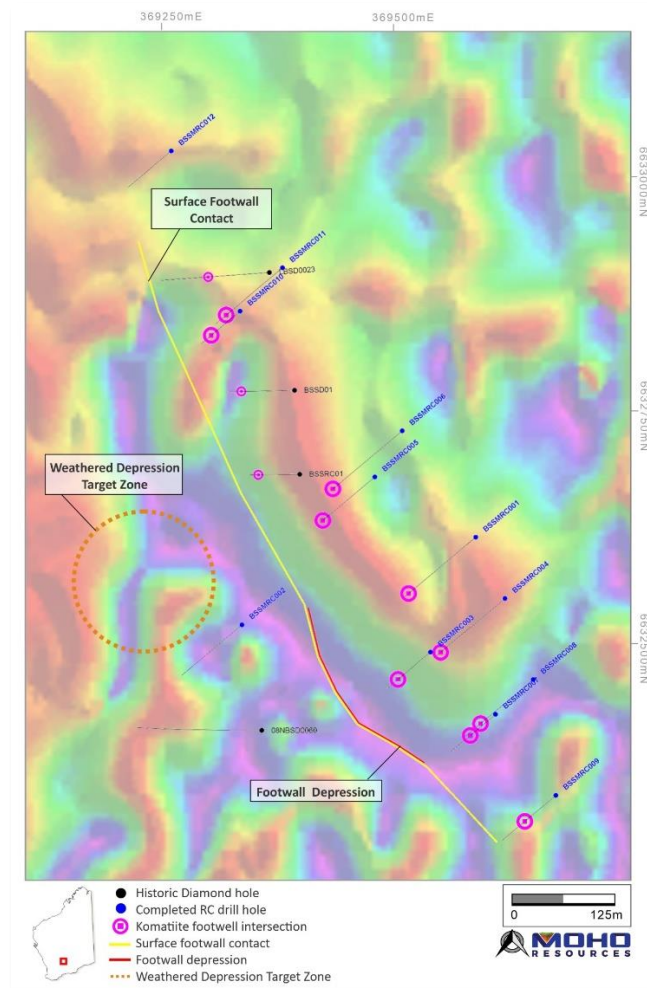 369250mE
369500mE
BSSMRC012
6633000mN
Surface Footwall
Contact
BSSMRC011
BSD0023
BSSMRC010
BSSD01
BSSMRC006
6632750mN
BSSMRC005
Weathered Depression
Target Zone
BSSRC01
BSSMRC001
BSSMRC004
BSSMRC002
BSSMRC003
6632500mN
BSSMRC008
Footwall Depression
BSSMRC009
Historic Diamond hole
Completed RC drill hole
Komatiite footwell intersection
Surface footwall contact
Footwall depression
Weathered Depression Target Zone
0
125m
MOHO
RESOURCES